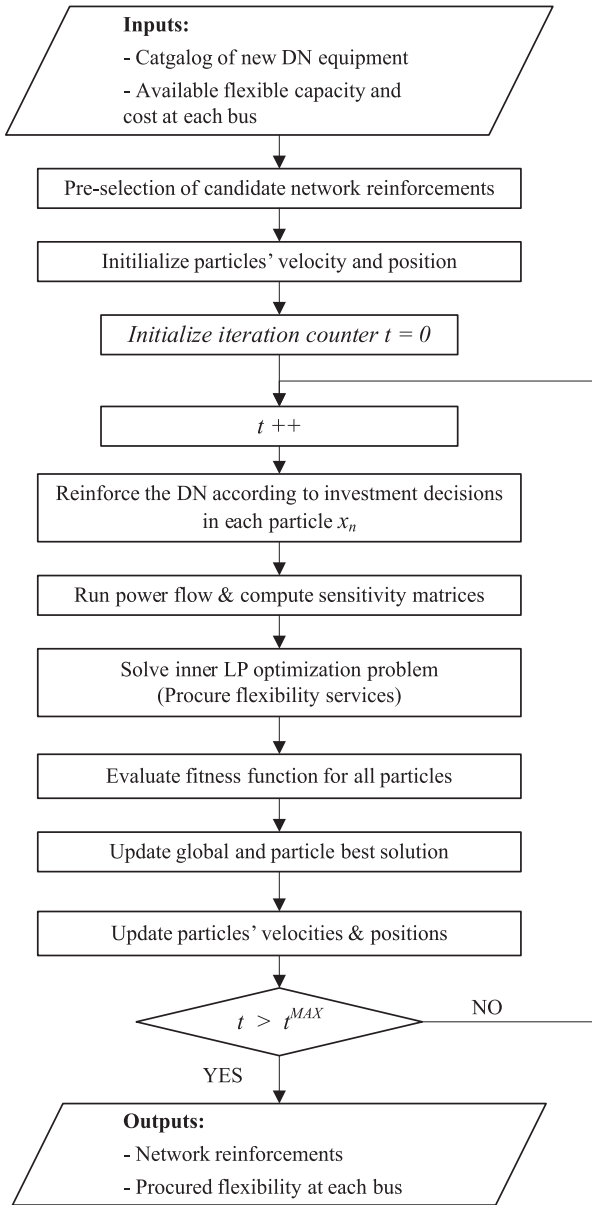 Inputs:
- Catgalog of new DN equipment
- Available flexible capacity and
cost at each bus
Pre-selection of candidate network reinforcements
Initilialize particles' velocity and position
Initialize iteration counter t = 0
t ++
Reinforce the DN according to investment decisions
in each particle xₙ
Run power flow & compute sensitivity matrices
Solve inner LP optimization problem
(Procure flexibility services)
Evaluate fitness function for all particles
Update global and particle best solution
Update particles' velocities & positions
t > t^MAX
NO
YES
Outputs:
- Network reinforcements
- Procured flexibility at each bus